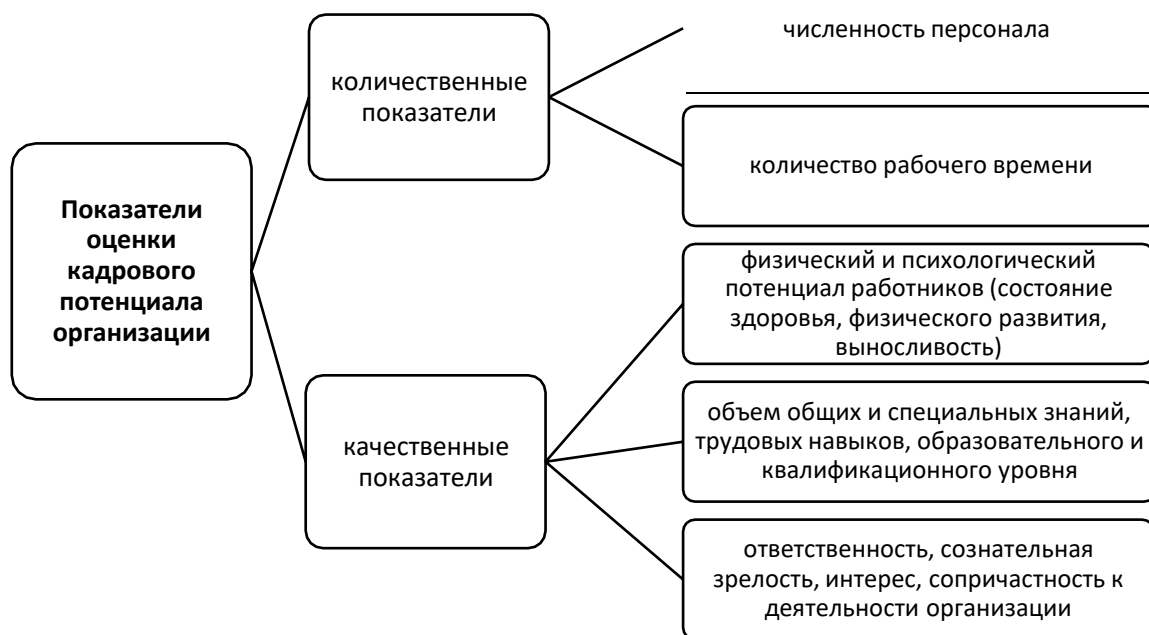 Показатели
оценки
кадрового
потенциала
организации
количественные
показатели
численность персонала
количество рабочего времени
качественные
показатели
физический и психологический
потенциал работников (состояние
здоровья, физического развития,
выносливость)
объем общих и специальных знаний,
трудовых навыков, образовательного и
квалификационного уровня
ответственность, сознательная
зрелость, интерес, сопричастность к
деятельности организации